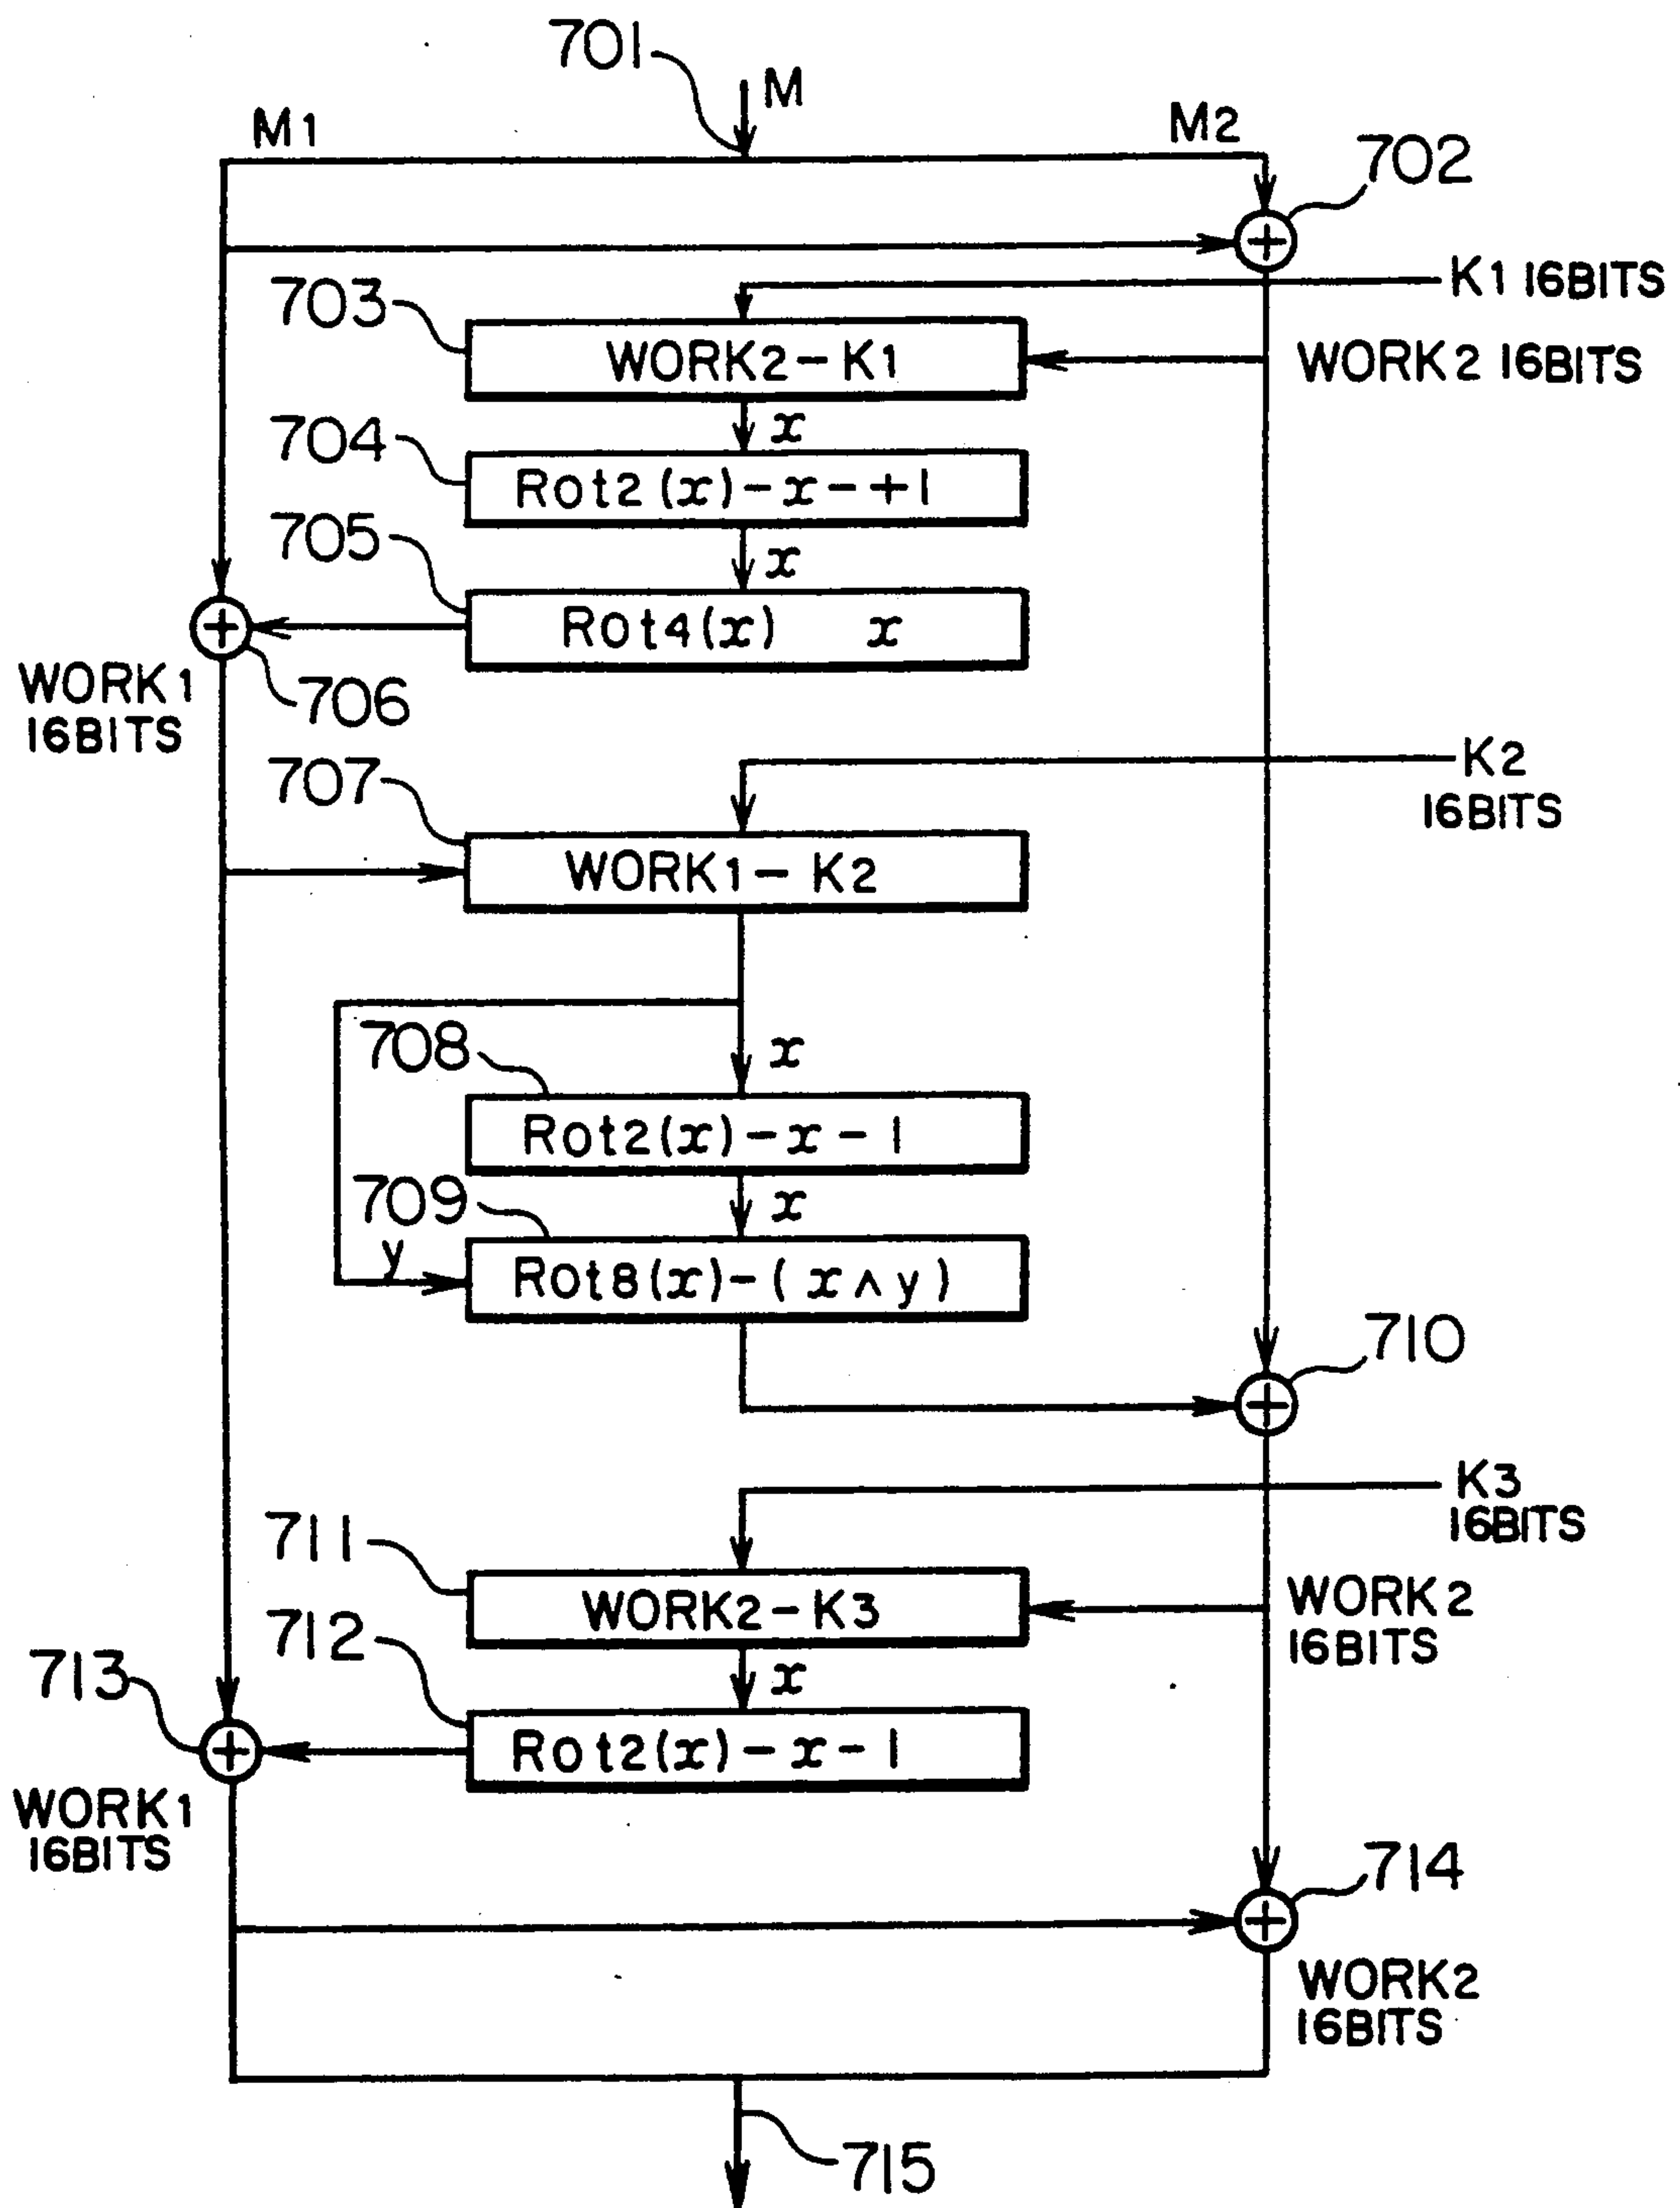 701
M
M1
M2
702
K1 16BITS
703
WORK2-K1
WORK2 16BITS
x
704
Rot2(x)-x-+1
705
x
Rot4(x) x
WORK1
16BITS
706
K2
16BITS
707
WORK1- K2
708
x
Rot2(x)-x-1
709
x
y
Rot8(x)-(x∧y)
710
K3
16BITS
711
WORK2-K3
WORK2
16BITS
712
x
713
Rot2(x)-x-1
WORK1
16BITS
714
WORK2
16BITS
715